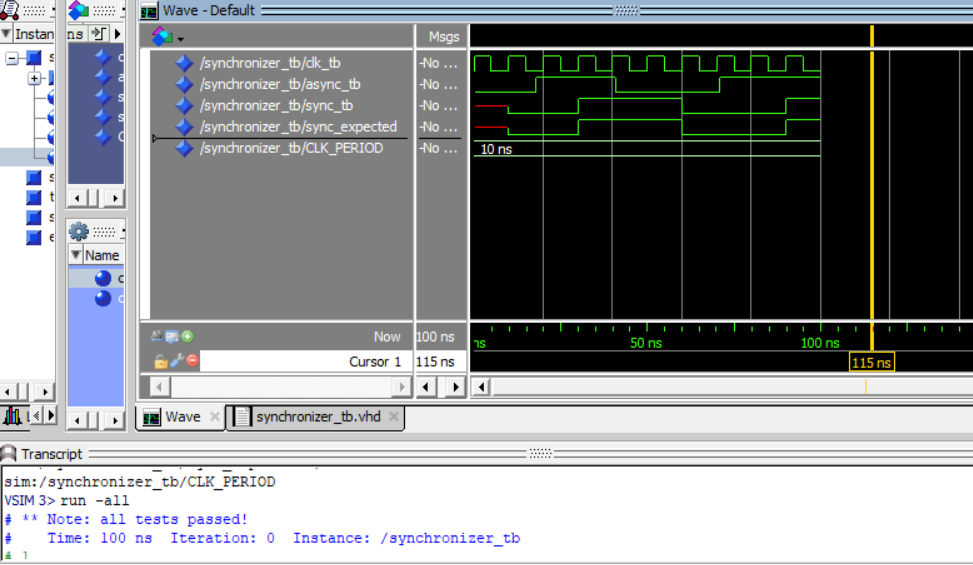 Wave - Default
Instan
ns
Msgs
/synchronizer_tb/clk_tb
-No ...
/synchronizer_tb/async_tb
-No ...
/synchronizer_tb/sync_tb
-No ...
/synchronizer_tb/sync_expected
-No ...
/synchronizer_tb/CLK_PERIOD
-No ...
10 ns
Name
Now
100 ns
ns
50 ns
100 ns
Cursor 1
115 ns
115 ns
Wave
synchronizer_tb.vhd
Transcript
sim:/synchronizer_tb/CLK_PERIOD
VSIM 3> run -all
# ** Note: all tests passed!
#    Time: 100 ns  Iteration: 0  Instance: /synchronizer_tb
# 1